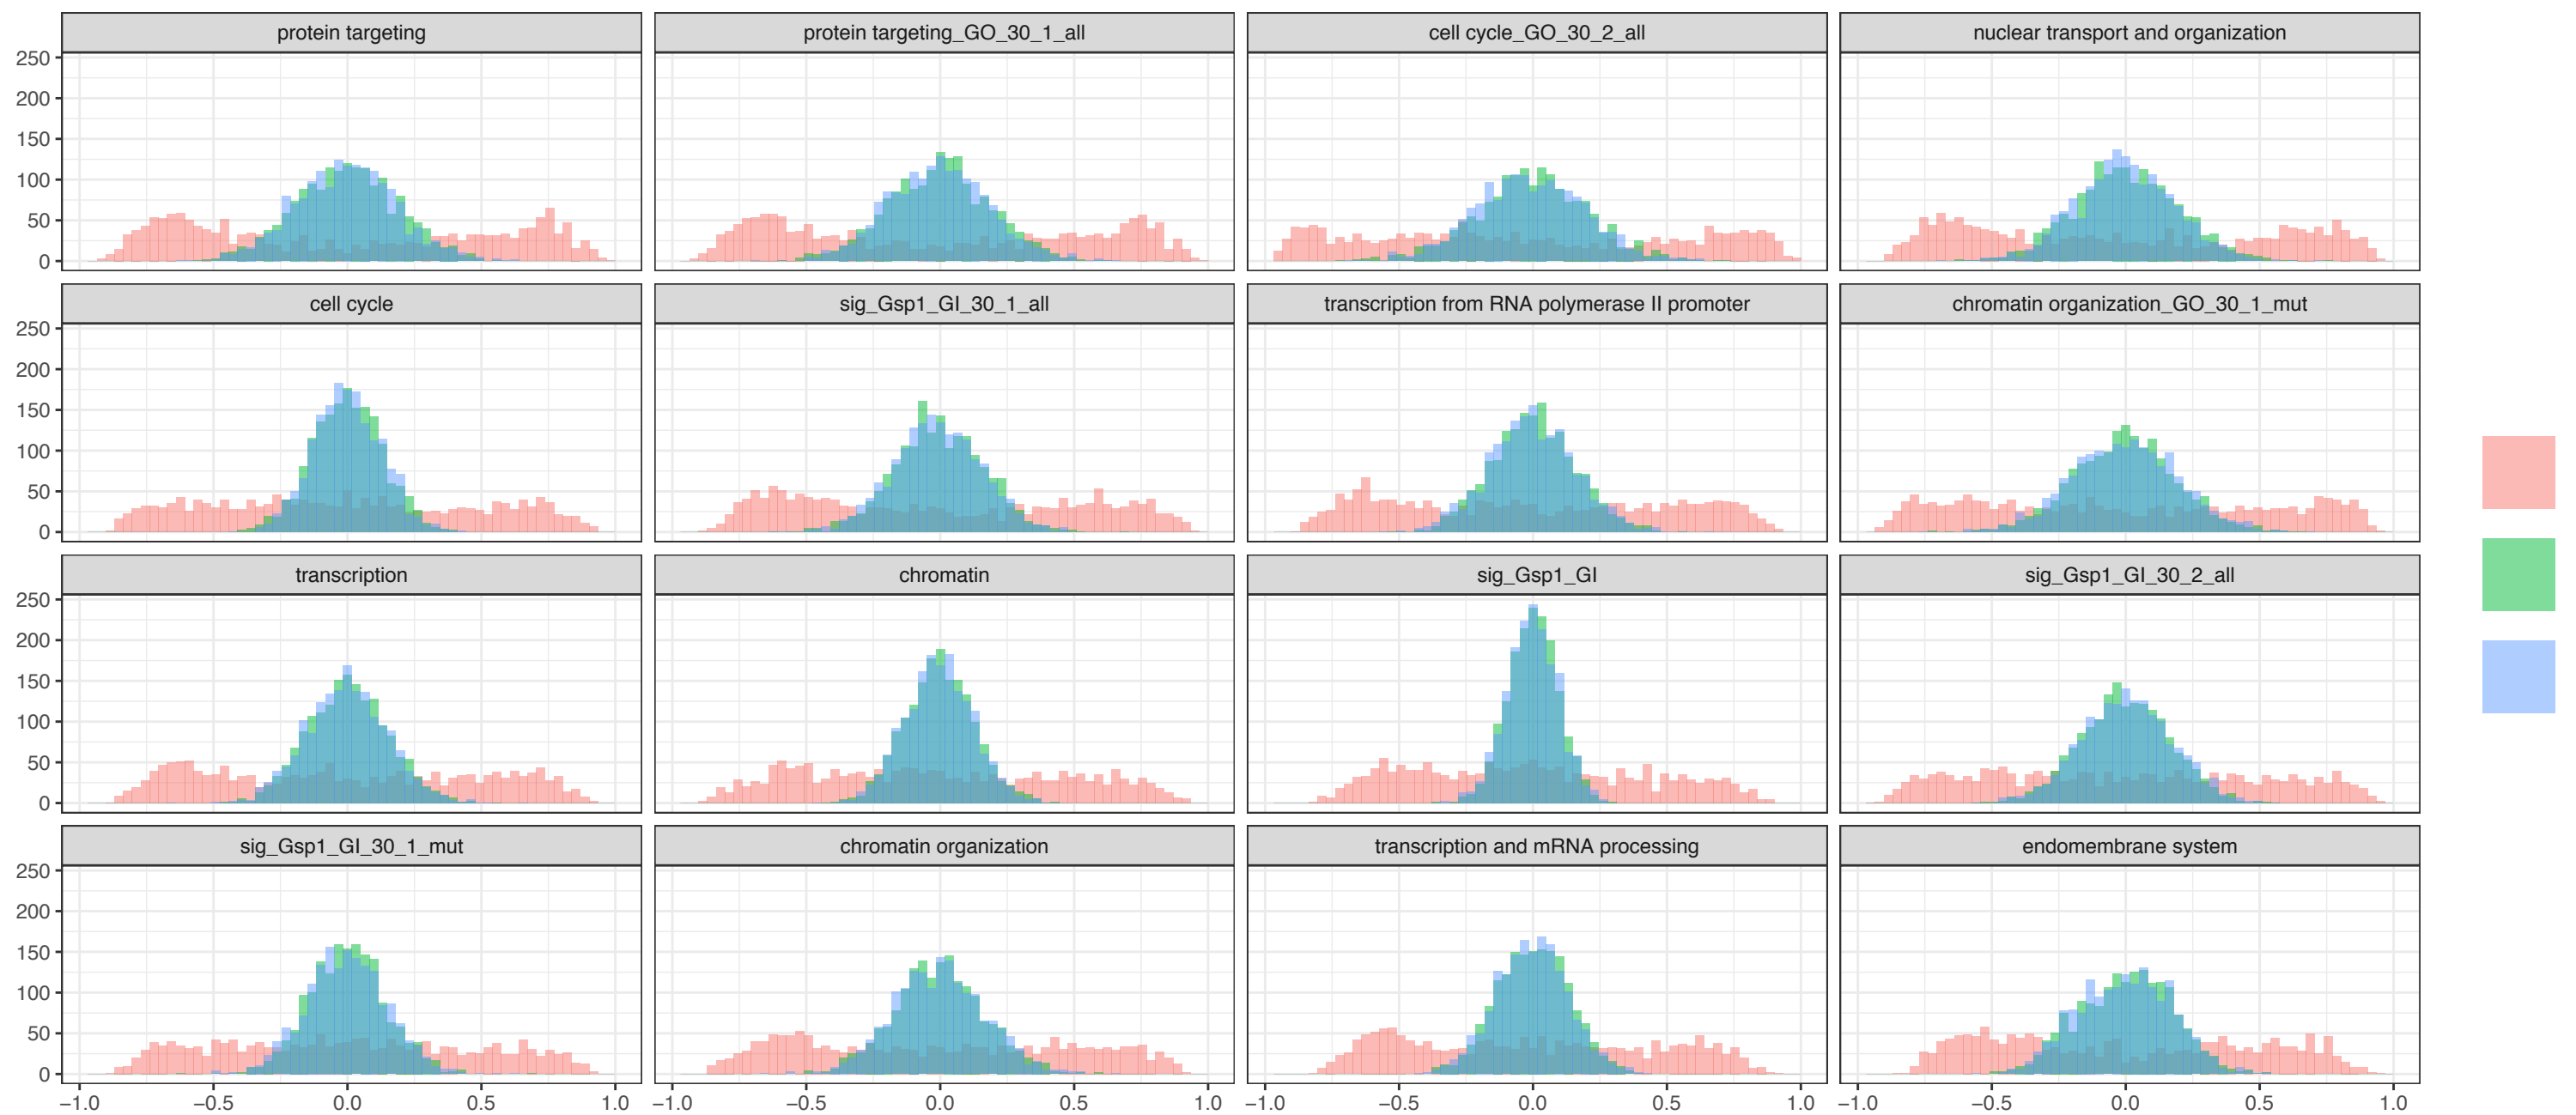 protein targeting
protein targeting_GO_30_1_all
cell cycle_GO_30_2_all
nuclear transport and organization
250
200
150
100
50
0
cell cycle
sig_Gsp1_GI_30_1_all
transcription from RNA polymerase II promoter
chromatin organization_GO_30_1_mut
250
200
150
100
50
0
transcription
chromatin
sig_Gsp1_GI
sig_Gsp1_GI_30_2_all
250
200
150
100
50
0
sig_Gsp1_GI_30_1_mut
chromatin organization
transcription and mRNA processing
endomembrane system
250
200
150
100
50
0
−1.0 −0.5 0.0 0.5 1.0
−1.0 −0.5 0.0 0.5 1.0
−1.0 −0.5 0.0 0.5 1.0
−1.0 −0.5 0.0 0.5 1.0